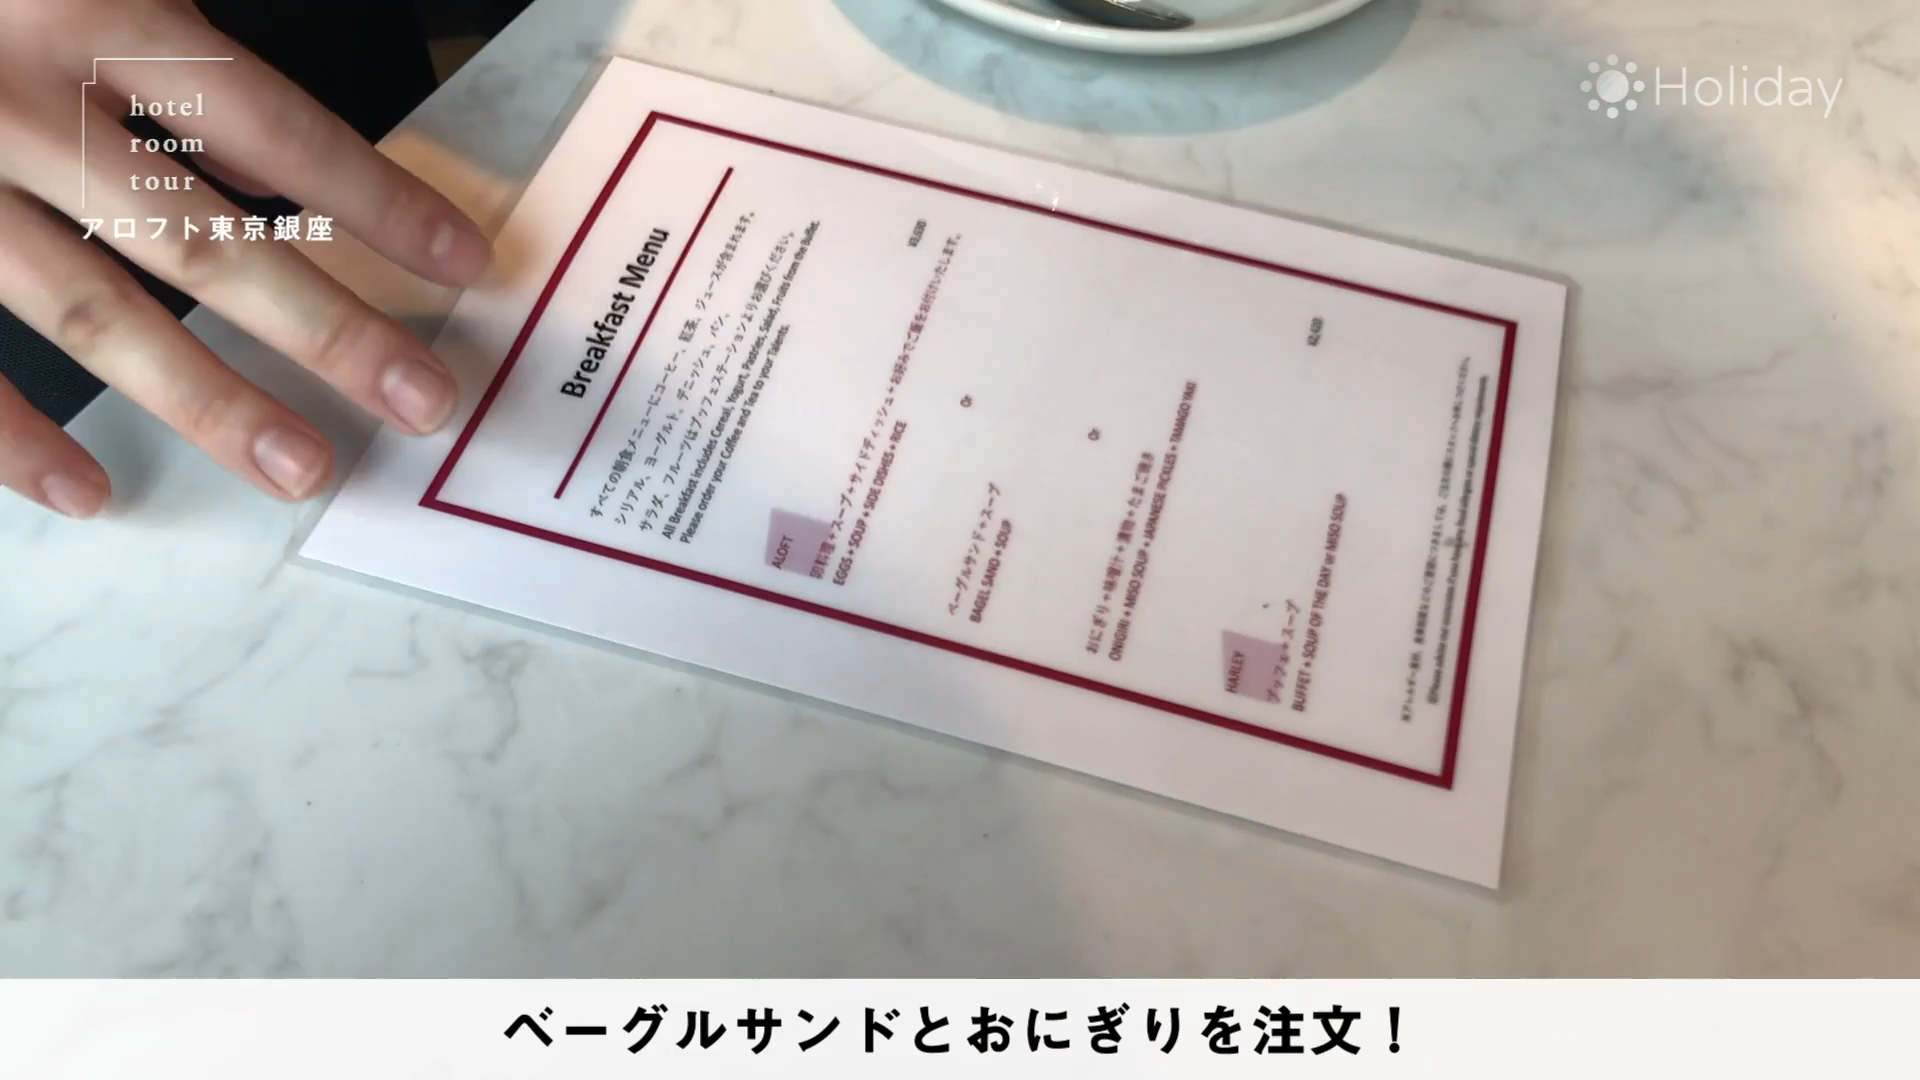 hotel
room
tour
アロフト東京銀座
Holiday
Breakfast Menu
すべての朝食メニューにコーヒー、紅茶、ジュースが含まれます。
シリアル、ヨーグルト、デニッシュ、パン、
サラダ、フルーツはブッフェステーションよりお選びください。
All Breakfast includes Cereal, Yogurt, Pastries, Salad, Fruits from the Buffet.
Please order your Coffee and Tea to your Talents.
ALOFT
卵料理+スープ+サイドディッシュ+お好みでご飯をお付けいたします。
EGGS + SOUP + SIDE DISHES + RICE
Or
ベーグルサンド+スープ
BAGEL SAND + SOUP
Or
おにぎり+味噌汁+漬物+たまご焼き
ONIGIRI + MISO SOUP + JAPANESE PICKLES + TAMAGO YAKI
HARLEY
ブッフェ+スープ
BUFFET + SOUP OF THE DAY or MISO SOUP
ベーグルサンドとおにぎりを注文！